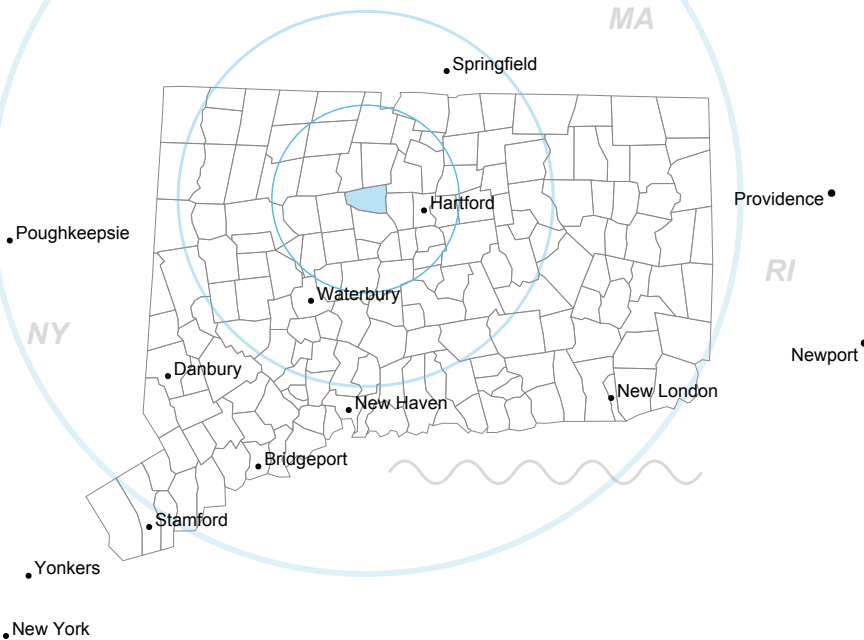 MA
Springfield
Providence
Hartford
Poughkeepsie
RI
Waterbury
NY
Newport
Danbury
New London
New Haven
Bridgeport
Stamford
Yonkers
New York